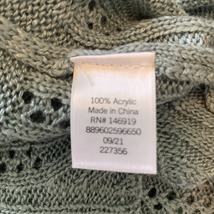 100% Acrylic
Made in China
RN# 146919
889602596650
09/21
227356